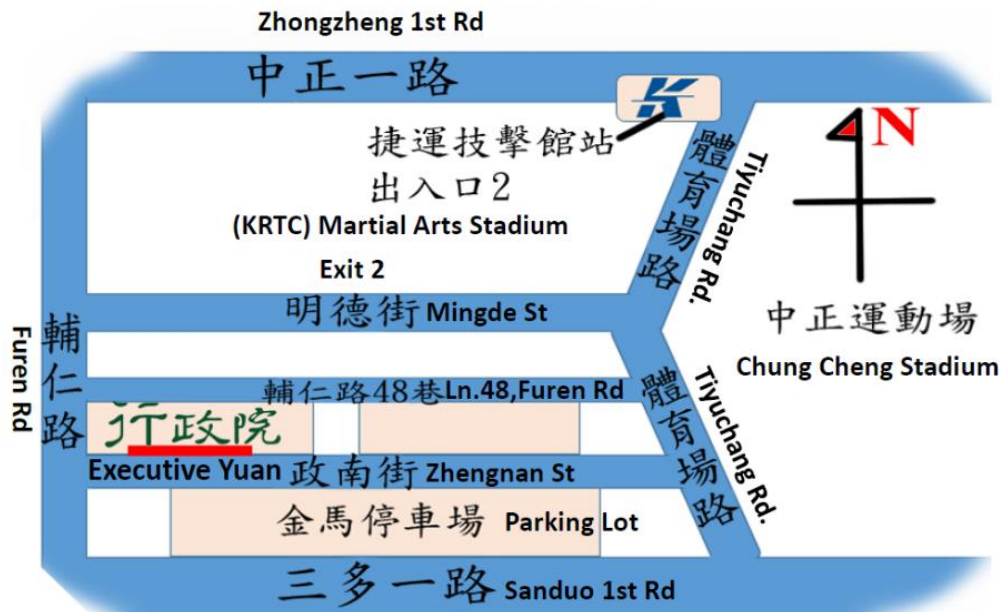 Zhongzheng 1st Rd
中正一路
捷運技擊館站
出入口2
(KRTC) Martial Arts Stadium
Exit 2
體育場路
Tiyuchang Rd.
N
明德街 Mingde St
中正運動場
Chung Cheng Stadium
Furen Rd
輔仁路
輔仁路48巷Ln.48,Furen Rd
體育場路
Tiyuchang Rd.
行政院
Executive Yuan
政南街 Zhengnan St
金馬停車場 Parking Lot
三多一路 Sanduo 1st Rd